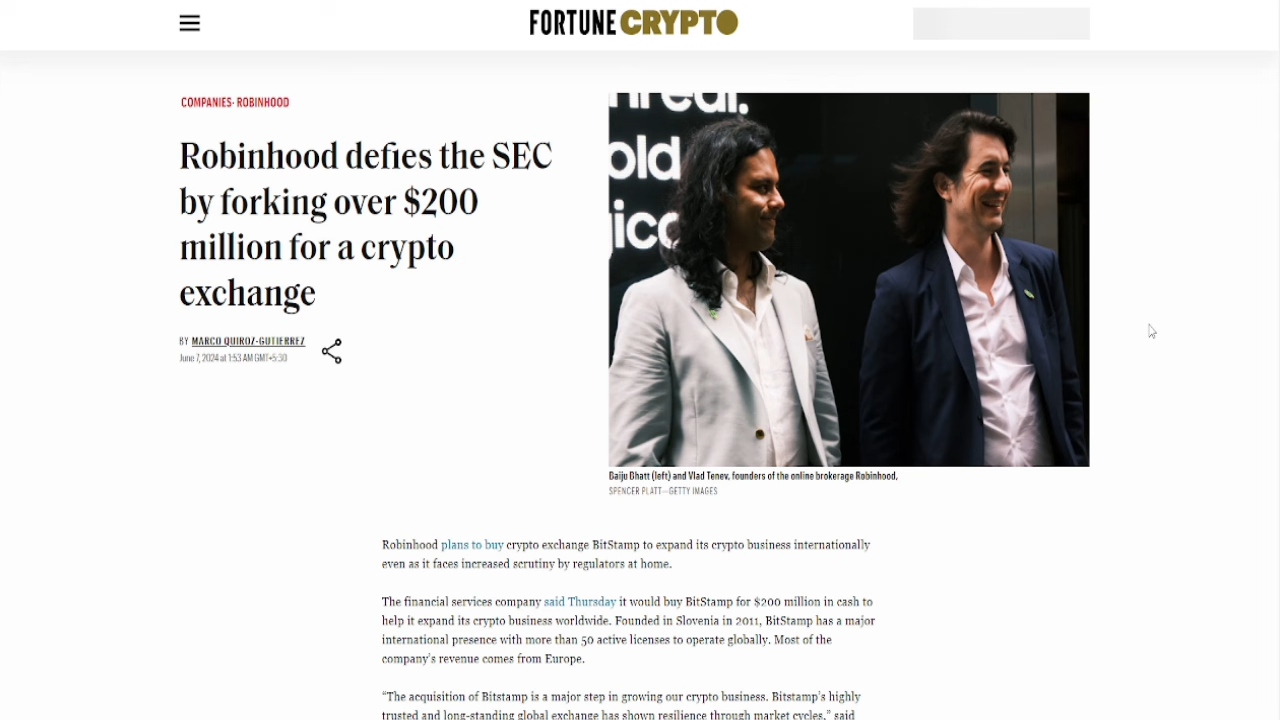 FORTUNE CRYPTO
COMPANIES· ROBINHOOD
Robinhood defies the SEC
by forking over $200
million for a crypto
exchange
BY MARCO QUIROZ-GUTIERREZ
June 7, 2024 at 1:53 AM GMT+5:30
old
Baiju Bhatt (left) and Vlad Tenev, founders of the online brokerage Robinhood,
SPENCER PLATT—GETTY IMAGES
Robinhood plans to buy crypto exchange BitStamp to expand its crypto business internationally
even as it faces increased scrutiny by regulators at home.
The financial services company said Thursday it would buy BitStamp for $200 million in cash to
help it expand its crypto business worldwide. Founded in Slovenia in 2011, BitStamp has a major
international presence with more than 50 active licenses to operate globally. Most of the
company's revenue comes from Europe.
“The acquisition of Bitstamp is a major step in growing our crypto business. Bitstamp's highly
trusted and long-standing global exchange has shown resilience through market cycles,” said